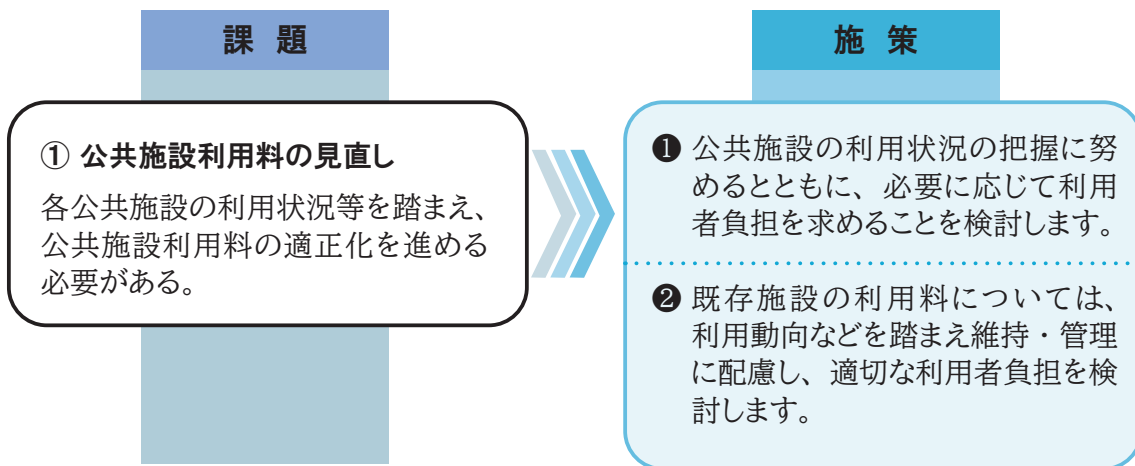 課 題
① 公共施設利用料の見直し
各公共施設の利用状況等を踏まえ、
公共施設利用料の適正化を進める
必要がある。
施 策
❶ 公共施設の利用状況の把握に努
めるとともに、必要に応じて利用
者負担を求めることを検討します。
❷ 既存施設の利用料については、
利用動向などを踏まえ維持・管理
に配慮し、適切な利用者負担を検
討します。